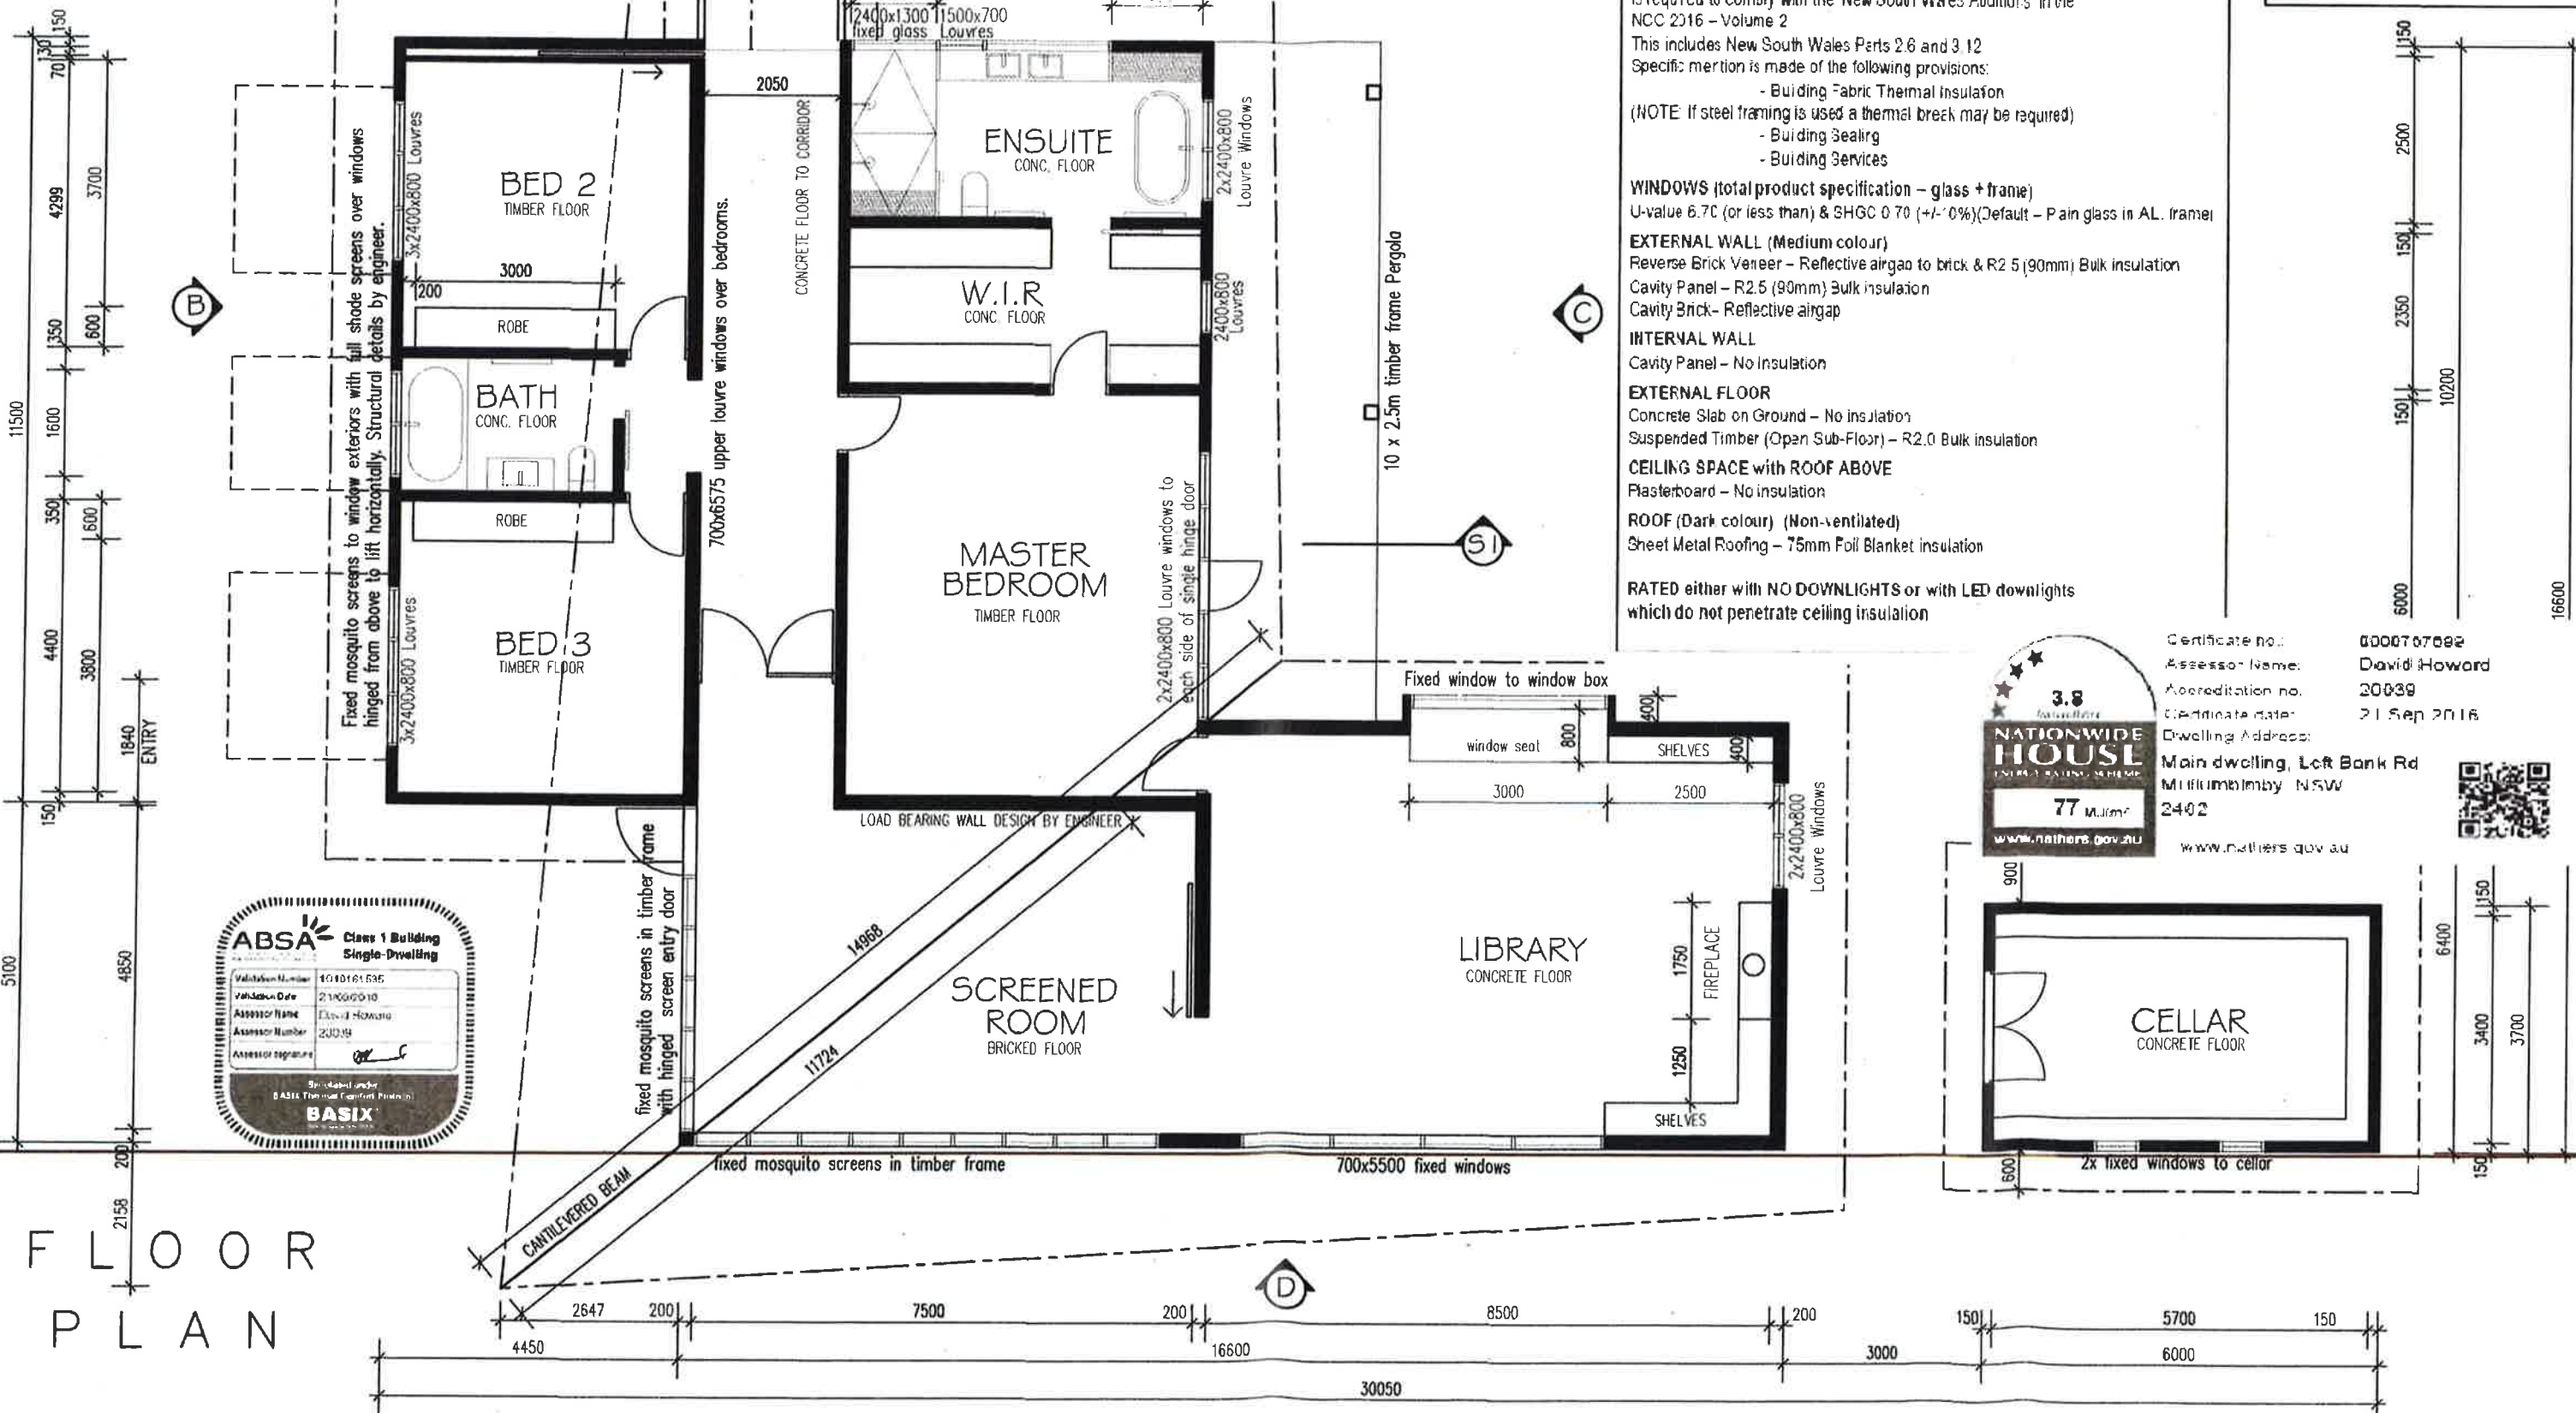 2400x1300
fixed glass
1500x700
Louvres
NCC 2016 – Volume 2
This includes New South Wales Parts 2.6 and 3.12
Specific mention is made of the following provisions:
- Building Fabric Thermal Insulation
(NOTE: If steel framing is used a thermal break may be required)
- Building Sealing
- Building Services
WINDOWS (total product specification – glass + frame)
U-value 6.70 (or less than) & SHGC 0.70 (+/-10%)(Default – Plain glass in AL. frame)
EXTERNAL WALL (Medium colour)
Reverse Brick Veneer – Reflective airgap to brick & R2.5 (90mm) Bulk insulation
Cavity Panel – R2.5 (90mm) Bulk insulation
Cavity Brick- Reflective airgap
INTERNAL WALL
Cavity Panel – No insulation
EXTERNAL FLOOR
Concrete Slab on Ground – No insulation
Suspended Timber (Open Sub-Floor) – R2.0 Bulk insulation
CEILING SPACE with ROOF ABOVE
Plasterboard – No insulation
ROOF (Dark colour) (Non-ventilated)
Sheet Metal Roofing – 75mm Foil Blanket insulation
RATED either with NO DOWNLIGHTS or with LED downlights
which do not penetrate ceiling insulation
150
130
70
3700
4299
350
600
11500
1600
350
600
4400
3800
1840
ENTRY
150
5100
4850
200
2158
B
Fixed mosquito screens to window exteriors with full shade screens over windows
hinged from above to lift horizontally. Structural details by engineer.
3x2400x800 Louvres
BED 2
TIMBER FLOOR
3000
200
ROBE
BATH
CONC. FLOOR
ROBE
BED 3
TIMBER FLOOR
3x2400x800 Louvres
2050
CONCRETE FLOOR TO CORRIDOR
700x6575 upper louvre windows over bedrooms.
ENSUITE
CONC. FLOOR
2x2400x800
Louvre Windows
W.I.R
CONC. FLOOR
2400x800
Louvres
MASTER
BEDROOM
TIMBER FLOOR
2x2400x800 Louvre windows to
each side of single hinge door
10 x 2.5m timber frame Pergola
C
S1
Fixed window to window box
400
window seat
800
SHELVES
400
3000
2500
2x2400x800
Louvre Windows
LOAD BEARING WALL DESIGN BY ENGINEER
14968
11724
CANTILEVERED BEAM
fixed mosquito screens in timber frame
with hinged screen entry door
SCREENED
ROOM
BRICKED FLOOR
LIBRARY
CONCRETE FLOOR
1750
FIREPLACE
1250
SHELVES
fixed mosquito screens in timber frame
700x5500 fixed windows
CELLAR
CONCRETE FLOOR
2x fixed windows to cellar
900
600
150
2500
150
2350
150
10200
6000
16600
6400
150
3400
3700
150
3.8
NATIONWIDE
HOUSE
ENERGY RATING SCHEME
77 MJ/m²
www.nathers.gov.au
Certificate no.:
Assessor Name: David Howard
Accreditation no. 20039
Certificate date: 21 Sep 2016
Dwelling Address:
Main dwelling, Left Bank Rd
Mullumbimby NSW
2482
www.nathers.gov.au
ABSA
Class 1 Building
Single-Dwelling
Validation Number
Validation Date
Assessor Name David Howard
Assessor Number 20039
Assessor signature
BASIX
D
FLOOR
PLAN
2647
200
7500
200
8500
200
150
5700
150
4450
16600
3000
6000
30050